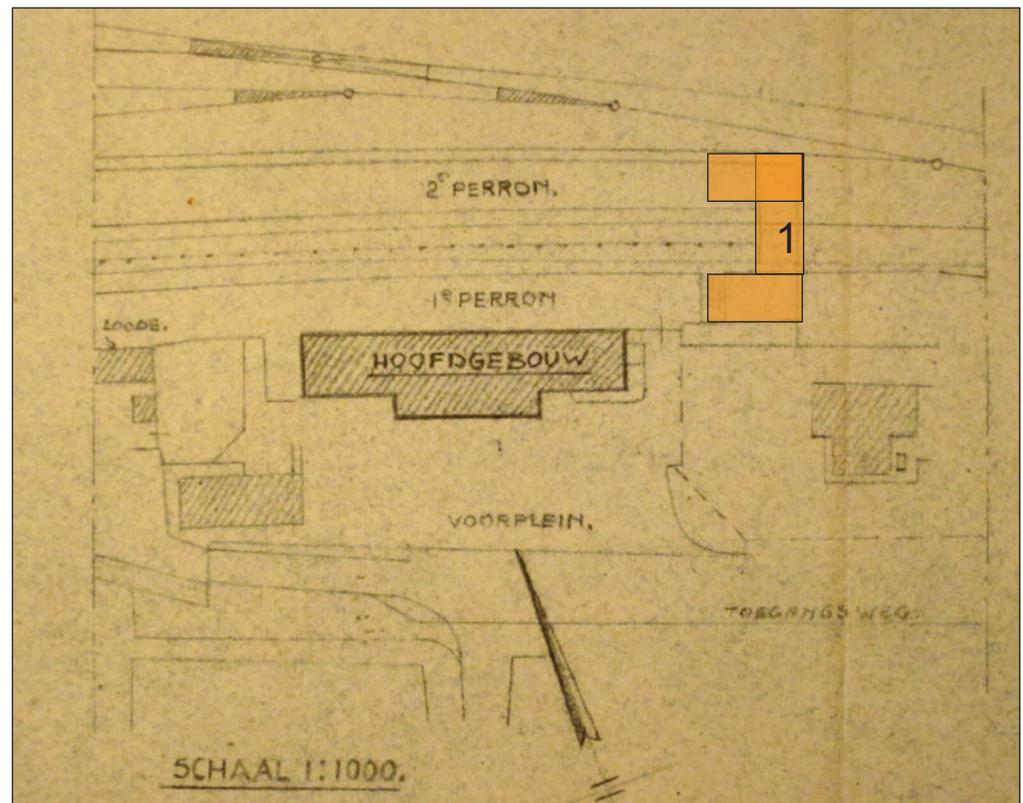 2e PERRON.
1
1e PERRON
LOODS.
HOOFDGEBOUW
VOORPLEIN.
TOEGANGSWEG.
SCHAAL 1:1000.